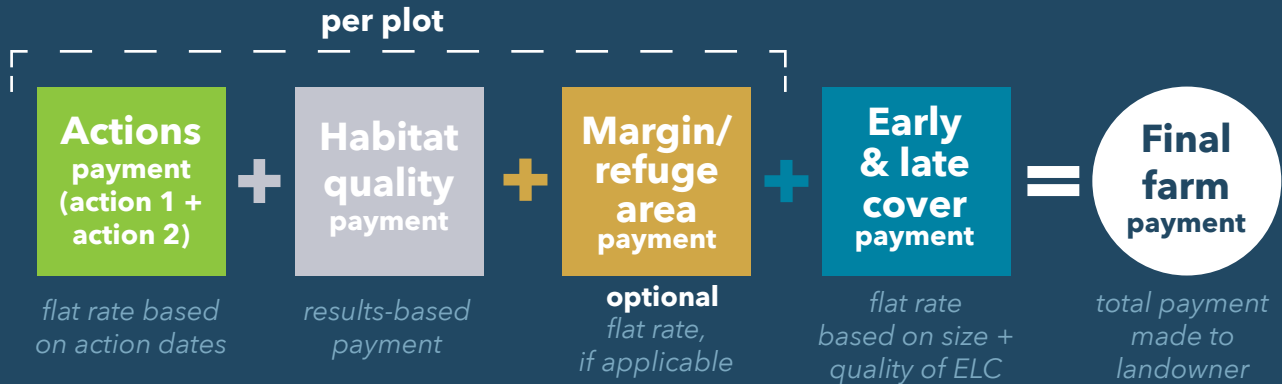 per plot
Actions
payment
(action 1 +
action 2)
+
Habitat
quality
payment
+
Margin/
refuge
area
payment
+
Early
& late
cover
payment
=
Final
farm
payment
flat rate based
on action dates
results-based
payment
optional
flat rate,
if applicable
flat rate
based on size +
quality of ELC
total payment
made to
landowner